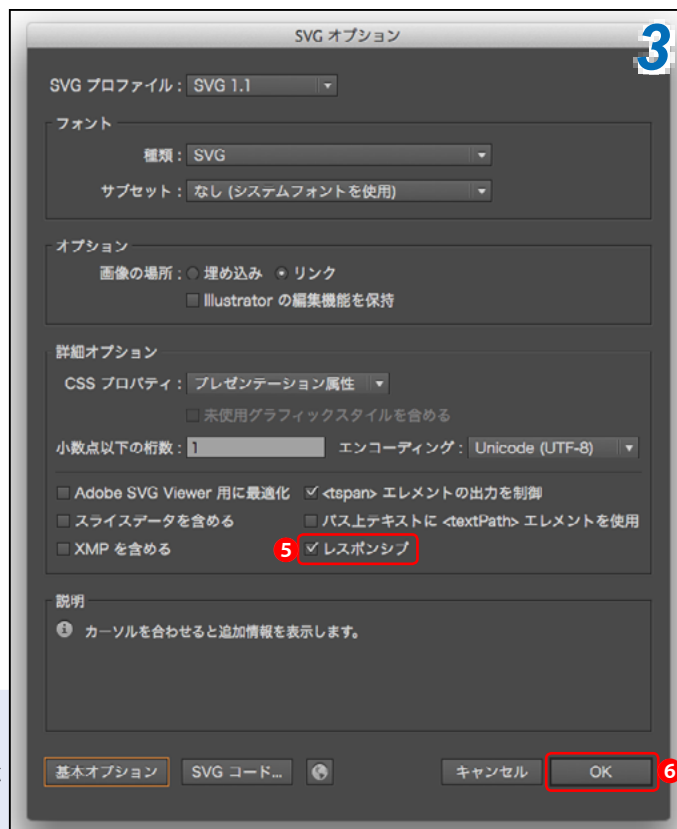 SVG オプション
3
SVG プロファイル : SVG 1.1
フォント
種類 : SVG
サブセット : なし (システムフォントを使用)
オプション
画像の場所 : 埋め込み リンク
Illustrator の編集機能を保持
詳細オプション
CSS プロパティ : プレゼンテーション属性
未使用グラフィックスタイルを含める
小数点以下の桁数 : 1 エンコーディング : Unicode (UTF-8)
Adobe SVG Viewer 用に最適化 <tspan> エレメントの出力を制御
スライスデータを含める パス上テキストに <textPath> エレメントを使用
XMP を含める 5 レスポンシブ
説明
カーソルを合わせると追加情報を表示します。
基本オプション SVG コード... キャンセル OK 6